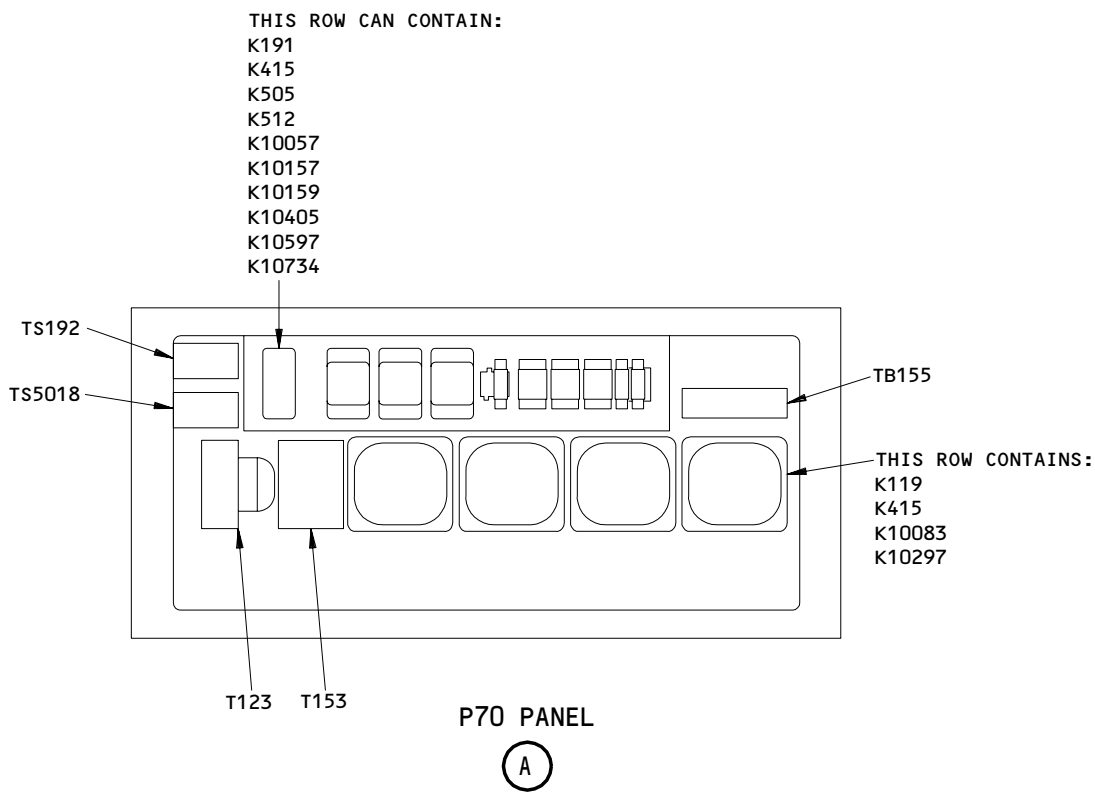 THIS ROW CAN CONTAIN:
K191
K415
K505
K512
K10057
K10157
K10159
K10405
K10597
K10734
TS192
TS5018
TB155
THIS ROW CONTAINS:
K119
K415
K10083
K10297
T123
T153
P70 PANEL
A